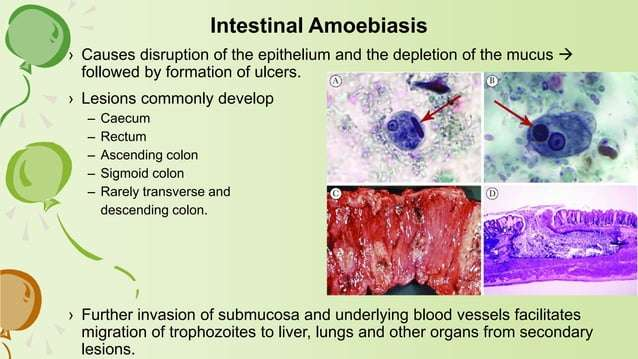 Intestinal Amoebiasis
› Causes disruption of the epithelium and the depletion of the mucus →
followed by formation of ulcers.
› Lesions commonly develop
– Caecum
– Rectum
– Ascending colon
– Sigmoid colon
– Rarely transverse and
descending colon.
A
B
C
D
› Further invasion of submucosa and underlying blood vessels facilitates
migration of trophozoites to liver, lungs and other organs from secondary
lesions.